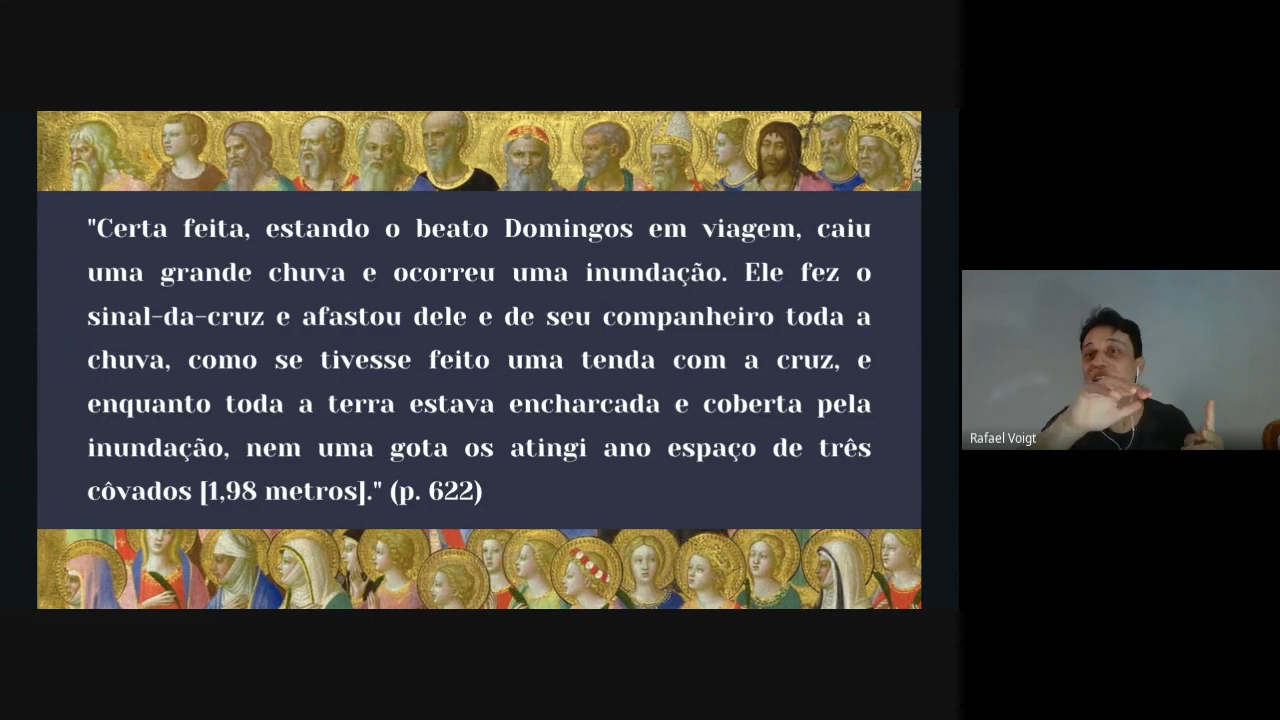 "Certa feita, estando o beato Domingos em viagem, caiu
uma grande chuva e ocorreu uma inundação. Ele fez o
sinal-da-cruz e afastou dele e de seu companheiro toda a
chuva, como se tivesse feito uma tenda com a cruz, e
enquanto toda a terra estava encharcada e coberta pela
inundação, nem uma gota os atingi ano espaço de três
côvados [1,98 metros]." (p. 622)
Rafael Voigt